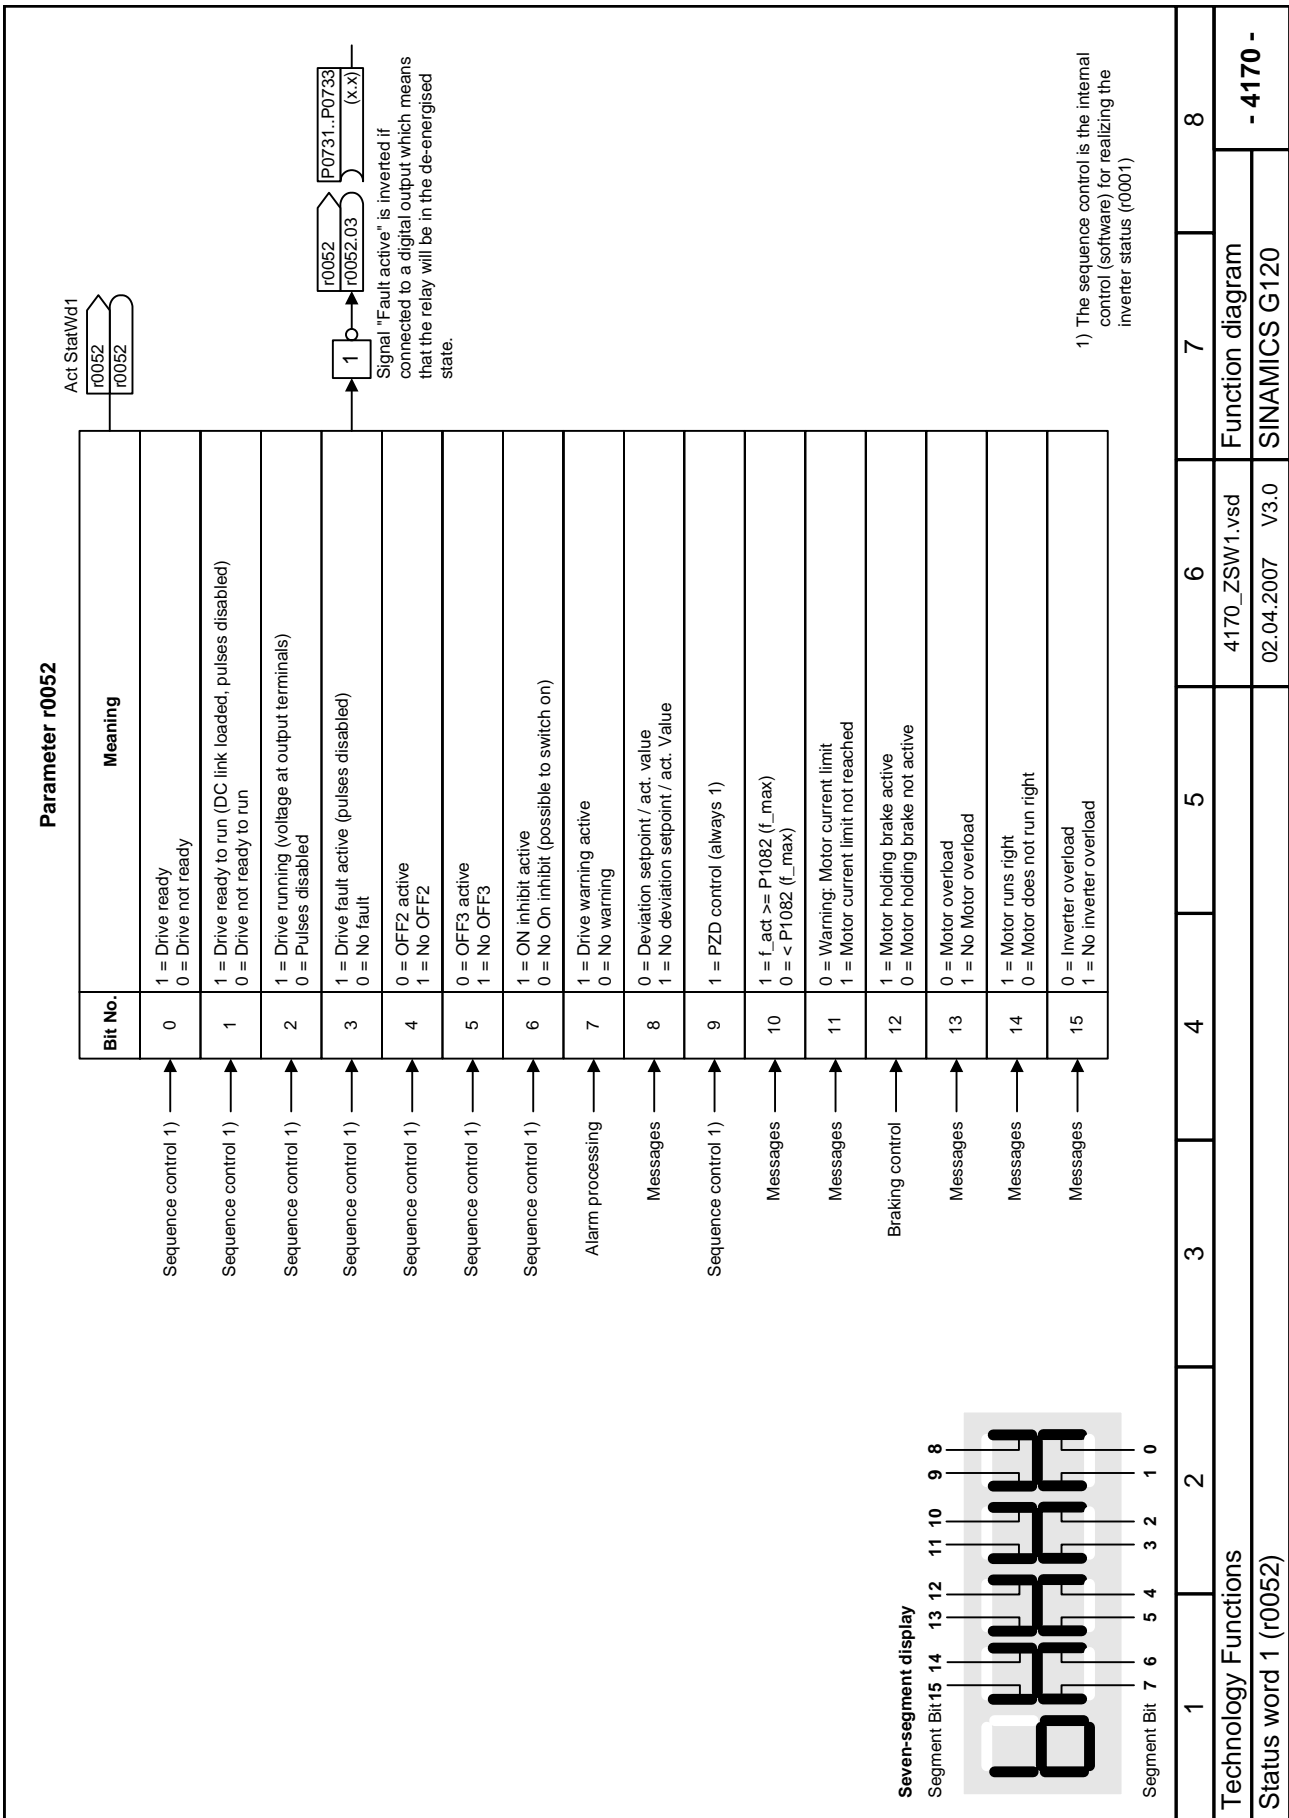 Parameter r0052
Act StatWd1
r0052
r0052
Bit No. Meaning
Sequence control 1) 0 1 = Drive ready
0 = Drive not ready
Sequence control 1) 1 1 = Drive ready to run (DC link loaded, pulses disabled)
0 = Drive not ready to run
Sequence control 1) 2 1 = Drive running (voltage at output terminals)
0 = Pulses disabled
Sequence control 1) 3 1 = Drive fault active (pulses disabled)
0 = No fault
1
r0052
r0052.03
P0731..P0733
(x.x)
Signal "Fault active" is inverted if
connected to a digital output which means
that the relay will be in the de-energised
state.
Sequence control 1) 4 0 = OFF2 active
1 = No OFF2
Sequence control 1) 5 0 = OFF3 active
1 = No OFF3
Sequence control 1) 6 1 = ON inhibit active
0 = No On inhibit (possible to switch on)
Alarm processing 7 1 = Drive warning active
0 = No warning
Messages 8 0 = Deviation setpoint / act. value
1 = No deviation setpoint / act. Value
Sequence control 1) 9 1 = PZD control (always 1)
Messages 10 1 = f_act >= P1082 (f_max)
0 = < P1082 (f_max)
Messages 11 0 = Warning: Motor current limit
1 = Motor current limit not reached
Braking control 12 1 = Motor holding brake active
0 = Motor holding brake not active
Messages 13 0 = Motor overload
1 = No Motor overload
Messages 14 1 = Motor runs right
0 = Motor does not run right
Messages 15 0 = Inverter overload
1 = No inverter overload
Seven-segment display
Segment Bit 15 14 13 12 11 10 9 8
Segment Bit 7 6 5 4 3 2 1 0
1) The sequence control is the internal
control (software) for realizing the
inverter status (r0001)
1 2 3 4 5 6 7 8
Technology Functions 4170_ZSW1.vsd Function diagram - 4170 -
Status word 1 (r0052) 02.04.2007 V3.0 SINAMICS G120